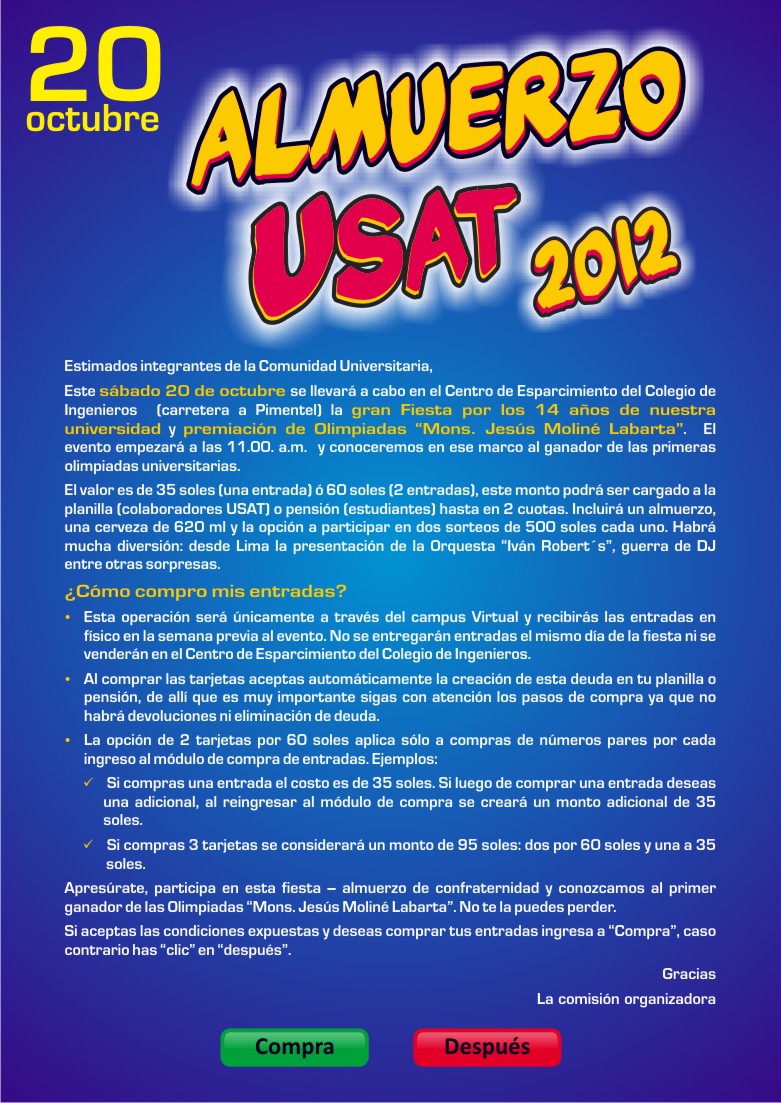 20
octubre
ALMUERZO
USAT
2012
Estimados integrantes de la Comunidad Universitaria,
Este sábado 20 de octubre se llevará a cabo en el Centro de Esparcimiento del Colegio de
Ingenieros (carretera a Pimentel) la gran Fiesta por los 14 años de nuestra
universidad y premiación de Olimpiadas “Mons. Jesús Moliné Labarta”. El
evento empezará a las 11.00. a.m. y conoceremos en ese marco al ganador de las primeras
olimpiadas universitarias.
El valor es de 35 soles (una entrada) ó 60 soles (2 entradas), este monto podrá ser cargado a la
planilla (colaboradores USAT) o pensión (estudiantes) hasta en 2 cuotas. Incluirá un almuerzo,
una cerveza de 620 ml y la opción a participar en dos sorteos de 500 soles cada uno. Habrá
mucha diversión: desde Lima la presentación de la Orquesta “Iván Robert´s”, guerra de DJ
entre otras sorpresas.
¿Cómo compro mis entradas?
• Esta operación será únicamente a través del campus Virtual y recibirás las entradas en
físico en la semana previa al evento. No se entregarán entradas el mismo día de la fiesta ni se
venderán en el Centro de Esparcimiento del Colegio de Ingenieros.
• Al comprar las tarjetas aceptas automáticamente la creación de esta deuda en tu planilla o
pensión, de allí que es muy importante sigas con atención los pasos de compra ya que no
habrá devoluciones ni eliminación de deuda.
• La opción de 2 tarjetas por 60 soles aplica sólo a compras de números pares por cada
ingreso al módulo de compra de entradas. Ejemplos:
✓ Si compras una entrada el costo es de 35 soles. Si luego de comprar una entrada deseas
una adicional, al reingresar al módulo de compra se creará un monto adicional de 35
soles.
✓ Si compras 3 tarjetas se considerará un monto de 95 soles: dos por 60 soles y una a 35
soles.
Apresúrate, participa en esta fiesta – almuerzo de confraternidad y conozcamos al primer
ganador de las Olimpiadas “Mons. Jesús Moliné Labarta”. No te la puedes perder.
Si aceptas las condiciones expuestas y deseas comprar tus entradas ingresa a “Compra”, caso
contrario has “clic” en “después”.
Gracias
La comisión organizadora
Compra Después